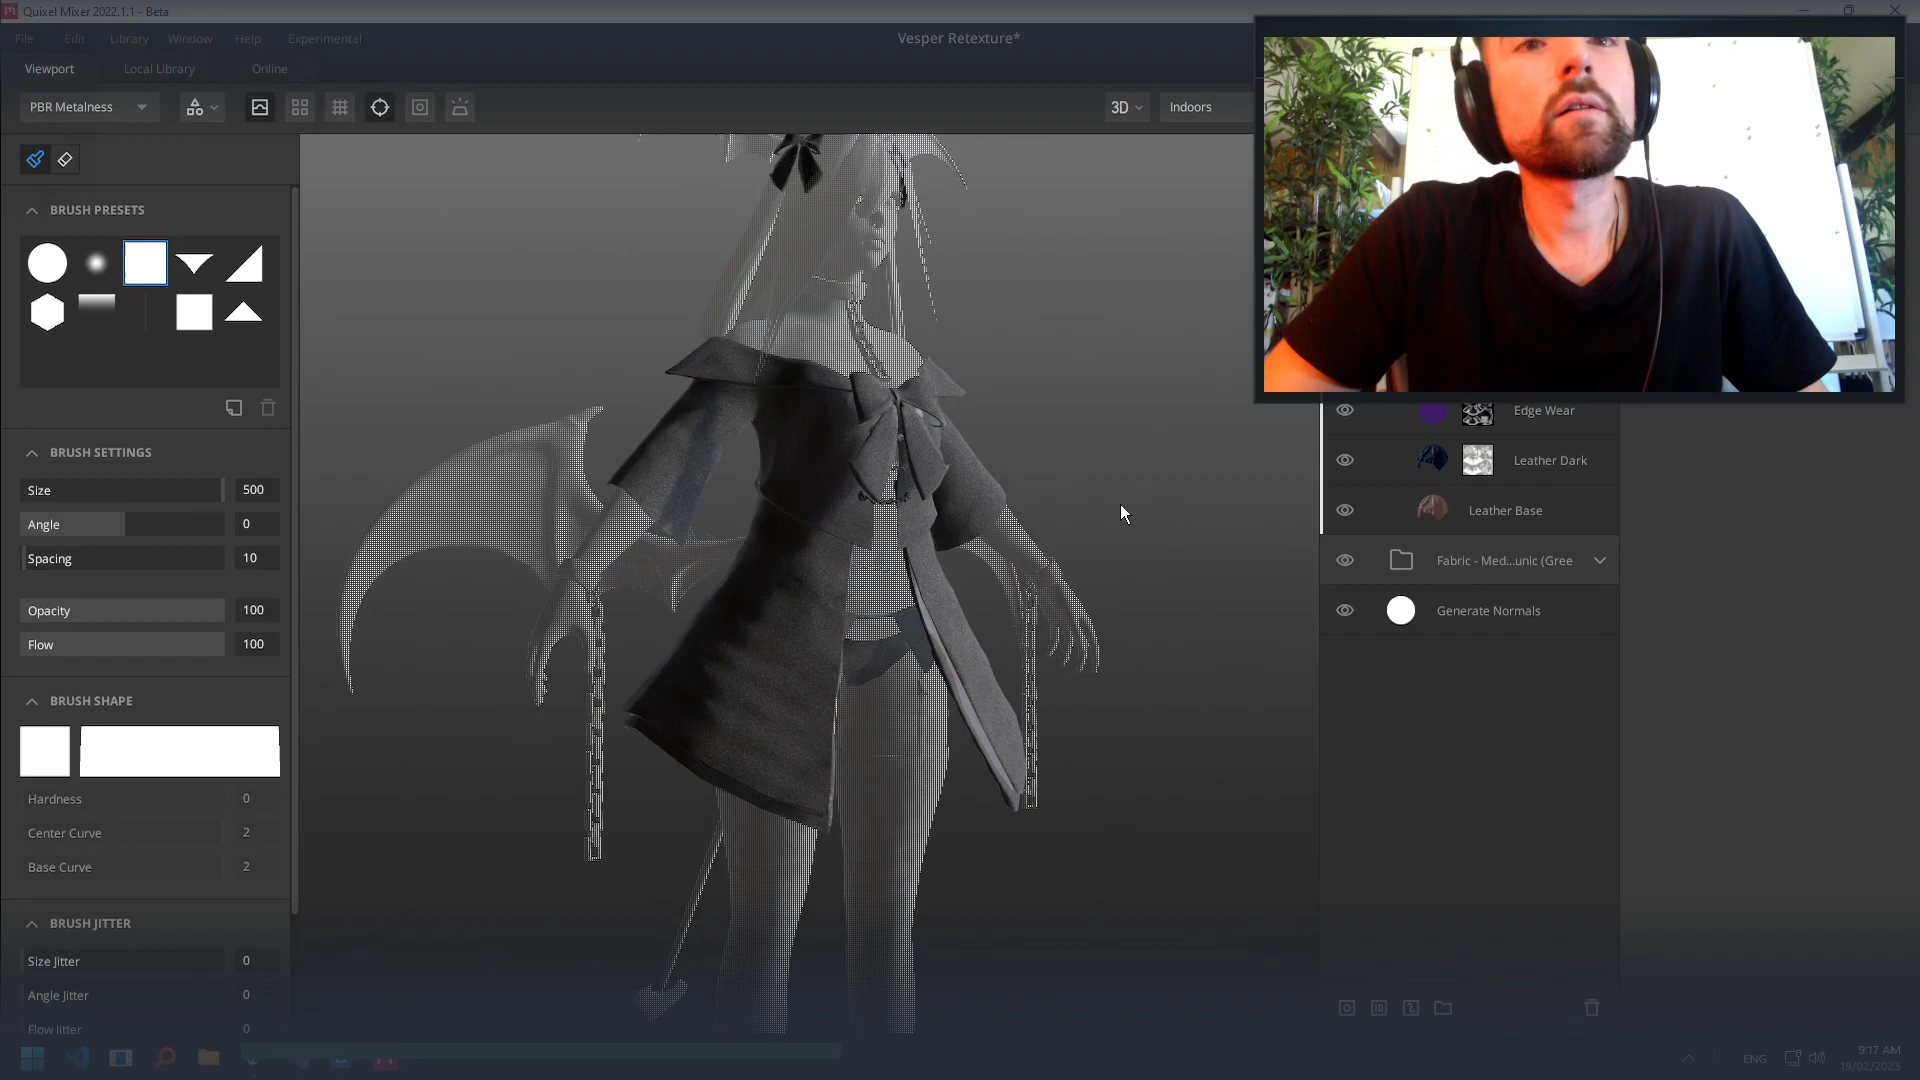 Quixel Mixer 2022.1.1 - Beta
File Edit Library Window Help Experimental
Vesper Retexture*
Viewport Local Library Online
PBR Metalness
3D
Indoors
BRUSH PRESETS
BRUSH SETTINGS
Size 500
Angle 0
Spacing 10
Opacity 100
Flow 100
BRUSH SHAPE
Hardness 0
Center Curve 2
Base Curve 2
BRUSH JITTER
Size Jitter 0
Angle Jitter 0
Flow Jitter 0
Edge Wear
Leather Dark
Leather Base
Fabric - Med...unic (Gree
Generate Normals
ENG
9:17 AM
19/02/2023